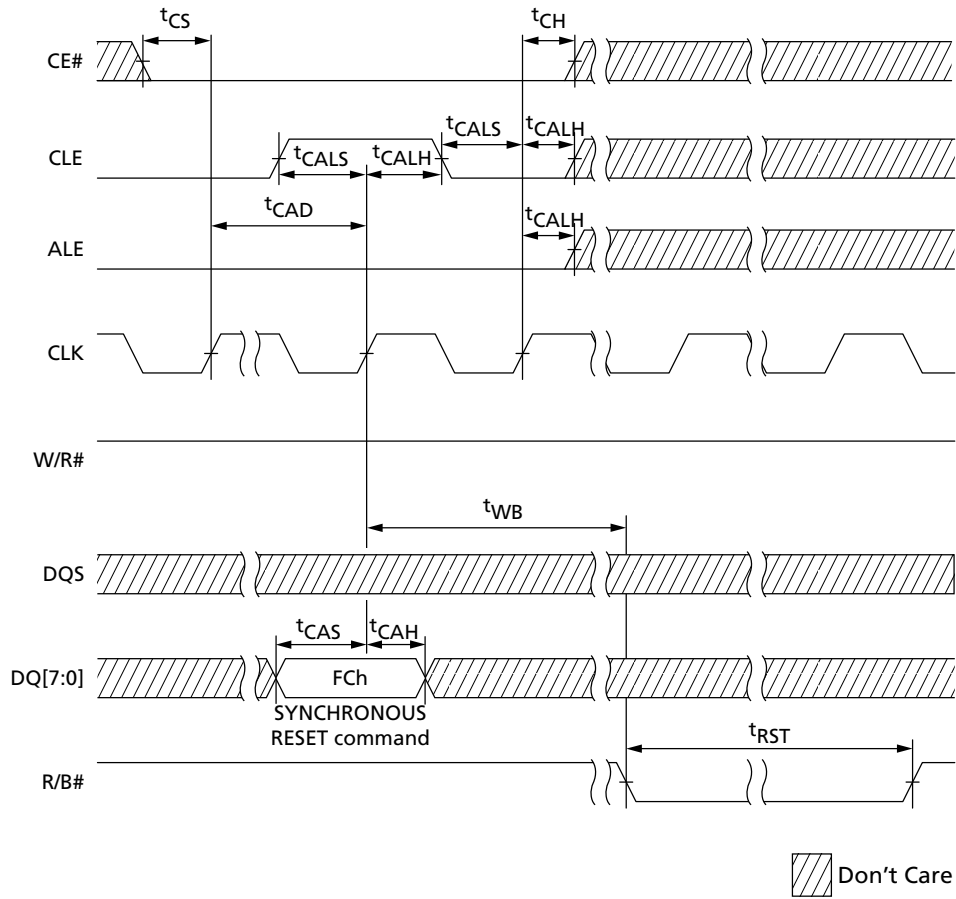 tCS
tCH
CE#
tCALS
tCALH
CLE
tCALS
tCALH
tCAD
tCALH
ALE
CLK
W/R#
tWB
DQS
tCAS
tCAH
DQ[7:0]
FCh
SYNCHRONOUS
RESET command
tRST
R/B#
Don't Care